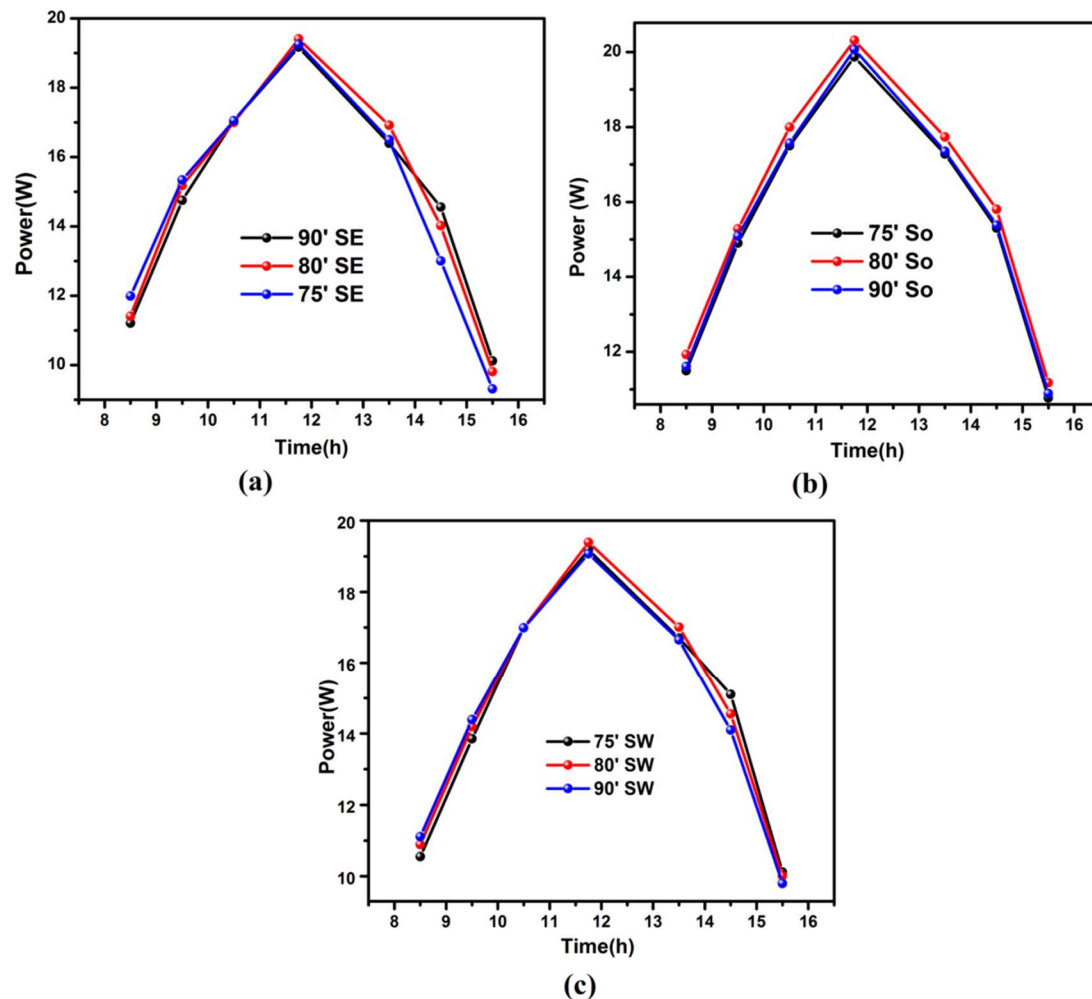 20
18
16
14
12
10
Power(W)
90' SE
80' SE
75' SE
8 9 10 11 12 13 14 15 16
Time(h)
(a)
20
18
16
14
12
Power (W)
75' So
80' So
90' So
8 9 10 11 12 13 14 15 16
Time(h)
(b)
20
18
16
14
12
10
Power(W)
75' SW
80' SW
90' SW
8 9 10 11 12 13 14 15 16
Time(h)
(c)